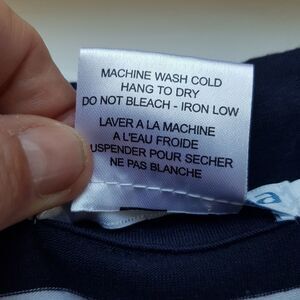 MACHINE WASH COLD
HANG TO DRY
DO NOT BLEACH - IRON LOW
LAVER A LA MACHINE
A L'EAU FROIDE
USPENDER POUR SECHER
NE PAS BLANCHE